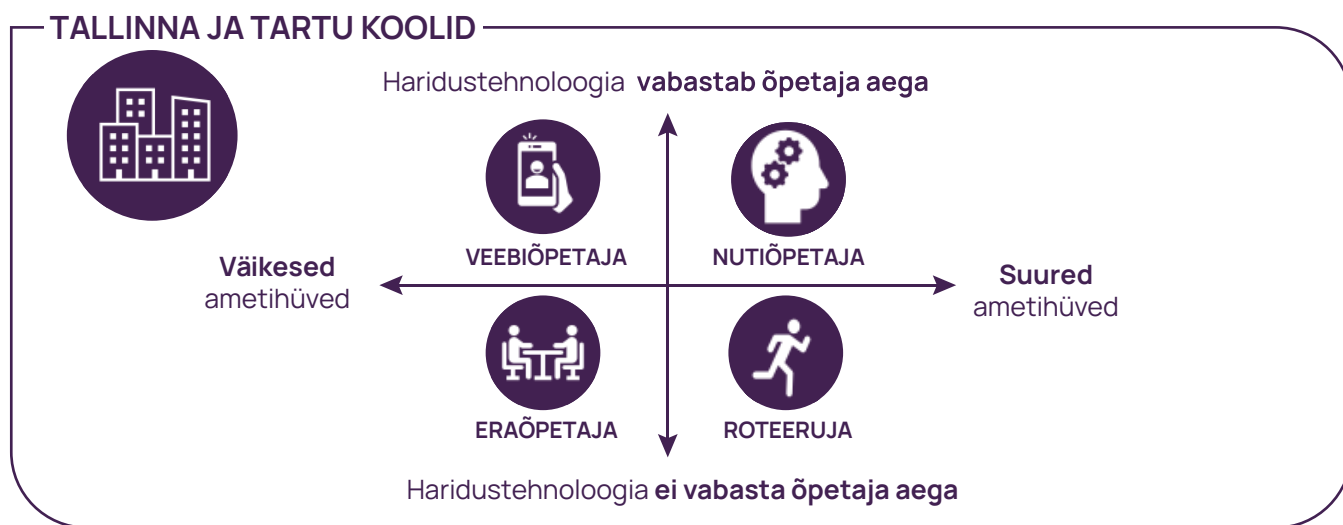 TALLINNA JA TARTU KOOLID
Haridustehnoloogia vabastab õpetaja aega
VEEBIÕPETAJA
NUTIÕPETAJA
Väikesed
ametihüved
Suured
ametihüved
ERAÕPETAJA
ROTEERUJA
Haridustehnoloogia ei vabasta õpetaja aega